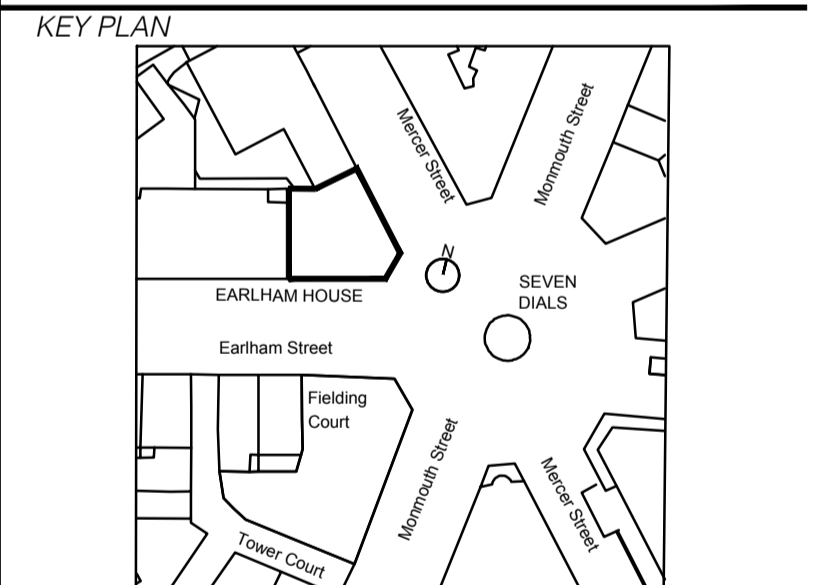 KEY PLAN
Mercer Street
Monmouth Street
N
SEVEN
DIALS
EARLHAM HOUSE
Earlham Street
Fielding
Court
Monmouth Street
Mercer Street
Tower Court